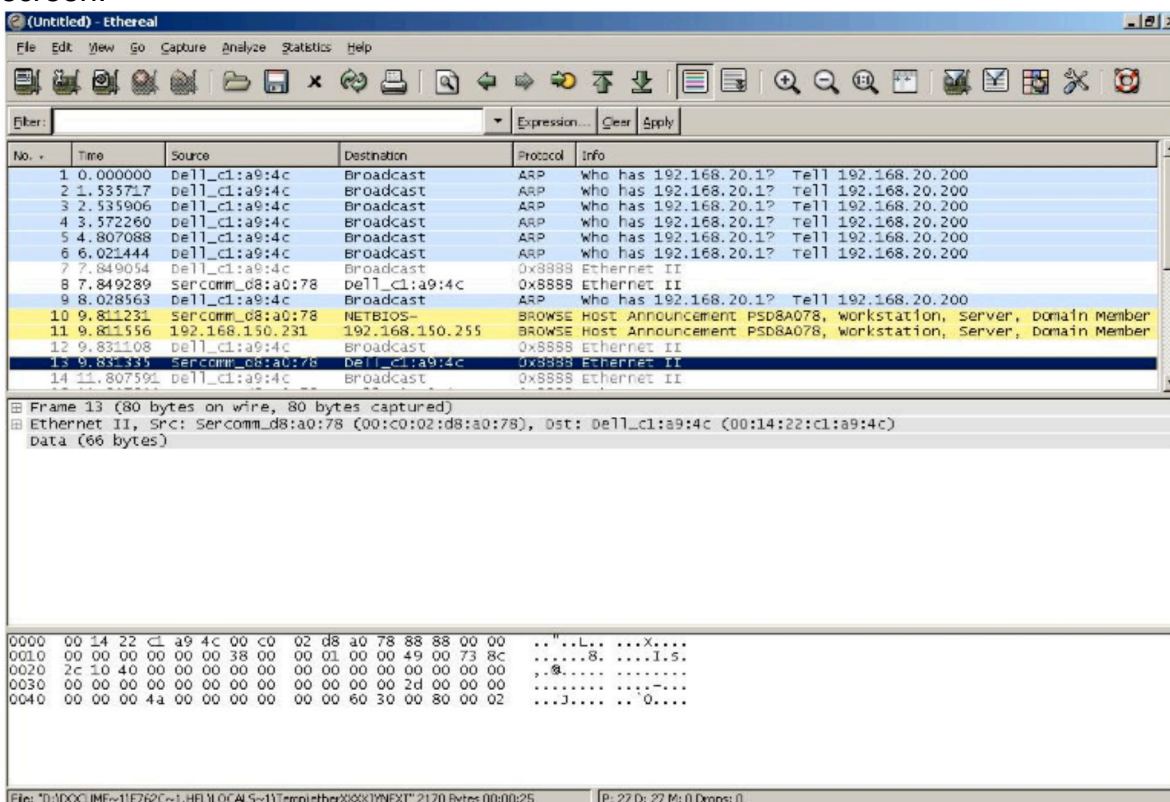 (Untitled) - Ethereal
File Edit View Go Capture Analyze Statistics Help
Filter: Expression... Clear Apply
No. Time Source Destination Protocol Info
1 0.000000 Dell_c1:a9:4c Broadcast ARP Who has 192.168.20.1? Tell 192.168.20.200
2 1.535717 Dell_c1:a9:4c Broadcast ARP Who has 192.168.20.1? Tell 192.168.20.200
3 2.535906 Dell_c1:a9:4c Broadcast ARP Who has 192.168.20.1? Tell 192.168.20.200
4 3.572260 Dell_c1:a9:4c Broadcast ARP Who has 192.168.20.1? Tell 192.168.20.200
5 4.807088 Dell_c1:a9:4c Broadcast ARP Who has 192.168.20.1? Tell 192.168.20.200
6 6.021444 Dell_c1:a9:4c Broadcast ARP Who has 192.168.20.1? Tell 192.168.20.200
7 7.849054 Dell_c1:a9:4c Broadcast 0x8888 Ethernet II
8 7.849289 Sercomm_d8:a0:78 Dell_c1:a9:4c 0x8888 Ethernet II
9 8.028563 Dell_c1:a9:4c Broadcast ARP Who has 192.168.20.1? Tell 192.168.20.200
10 9.811231 Sercomm_d8:a0:78 NETBIOS- BROWSE Host Announcement PSD8A078, Workstation, Server, Domain Member
11 9.811556 192.168.150.231 192.168.150.255 BROWSE Host Announcement PSD8A078, Workstation, Server, Domain Member
12 9.831108 Dell_c1:a9:4c Broadcast 0x8888 Ethernet II
13 9.831335 Sercomm_d8:a0:78 Dell_c1:a9:4c 0x8888 Ethernet II
14 11.807591 Dell_c1:a9:4c Broadcast 0x8888 Ethernet II
Frame 13 (80 bytes on wire, 80 bytes captured)
Ethernet II, Src: Sercomm_d8:a0:78 (00:c0:02:d8:a0:78), Dst: Dell_c1:a9:4c (00:14:22:c1:a9:4c)
Data (66 bytes)
0000 00 14 22 c1 a9 4c 00 c0 02 d8 a0 78 88 88 00 00 .."..L.. ...x....
0010 00 00 00 00 00 00 38 00 00 01 00 00 49 00 73 8c ......8. ....I.s.
0020 2c 10 40 00 00 00 00 00 00 00 00 00 00 00 00 00 ,.@..... ........
0030 00 00 00 00 00 00 00 00 00 00 00 00 2d 00 00 00 ........ ....-...
0040 00 00 00 4a 00 00 00 00 00 00 60 30 00 80 00 02 ...J.... ..`0....
P: 27 D: 27 M: 0 Drops: 0